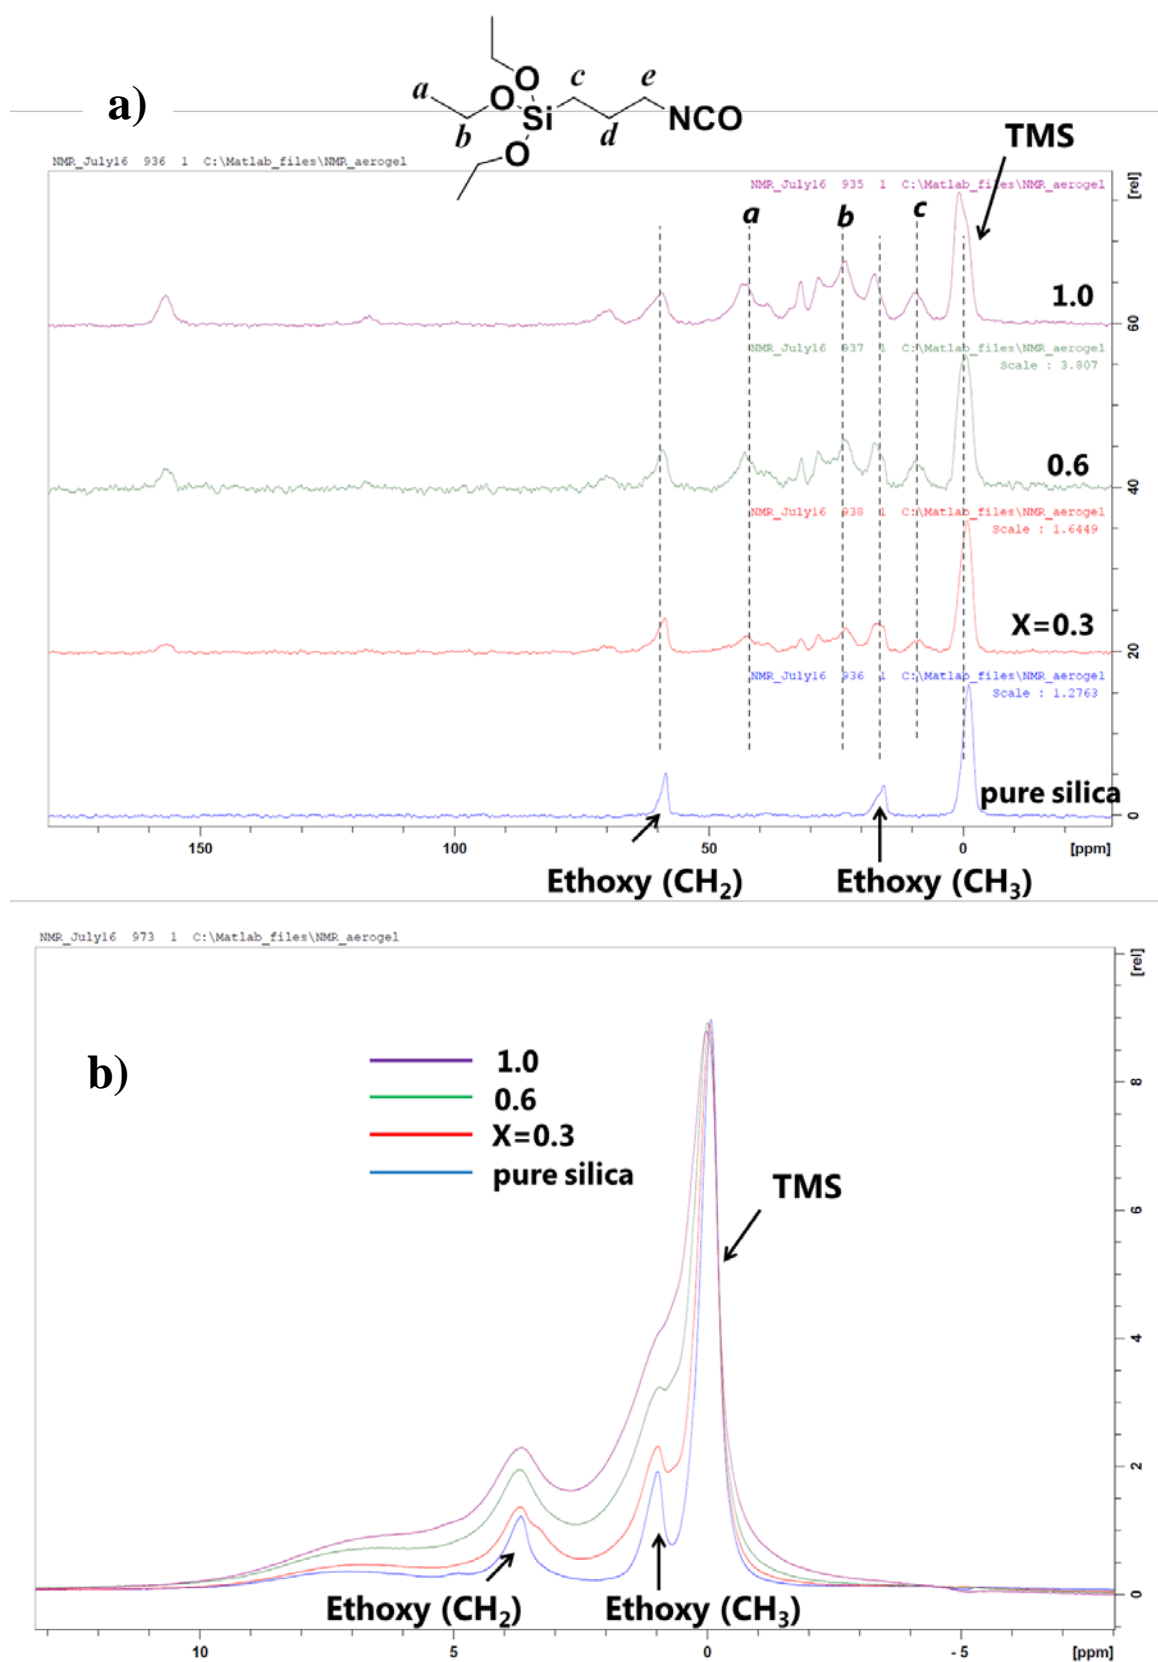 a)
a
b
O
O
O
Si
c
d
e
NCO
TMS
NMR_July16 936 1 C:\Matlab_files\NMR_aerogel
NMR_July16 935 1 C:\Matlab_files\NMR_aerogel
[rel]
a
b
c
1.0
60
NMR_July16 937 1 C:\Matlab_files\NMR_aerogel
Scale : 3.807
0.6
40
NMR_July16 938 1 C:\Matlab_files\NMR_aerogel
Scale : 1.6449
X=0.3
20
NMR_July16 936 1 C:\Matlab_files\NMR_aerogel
Scale : 1.2763
pure silica
0
150 100 50 0 [ppm]
Ethoxy (CH2) Ethoxy (CH3)
NMR_July16 973 1 C:\Matlab_files\NMR_aerogel
[rel]
b)
1.0
0.6
X=0.3
pure silica
TMS
8
6
4
2
0
Ethoxy (CH2) Ethoxy (CH3)
10 5 0 - 5 [ppm]